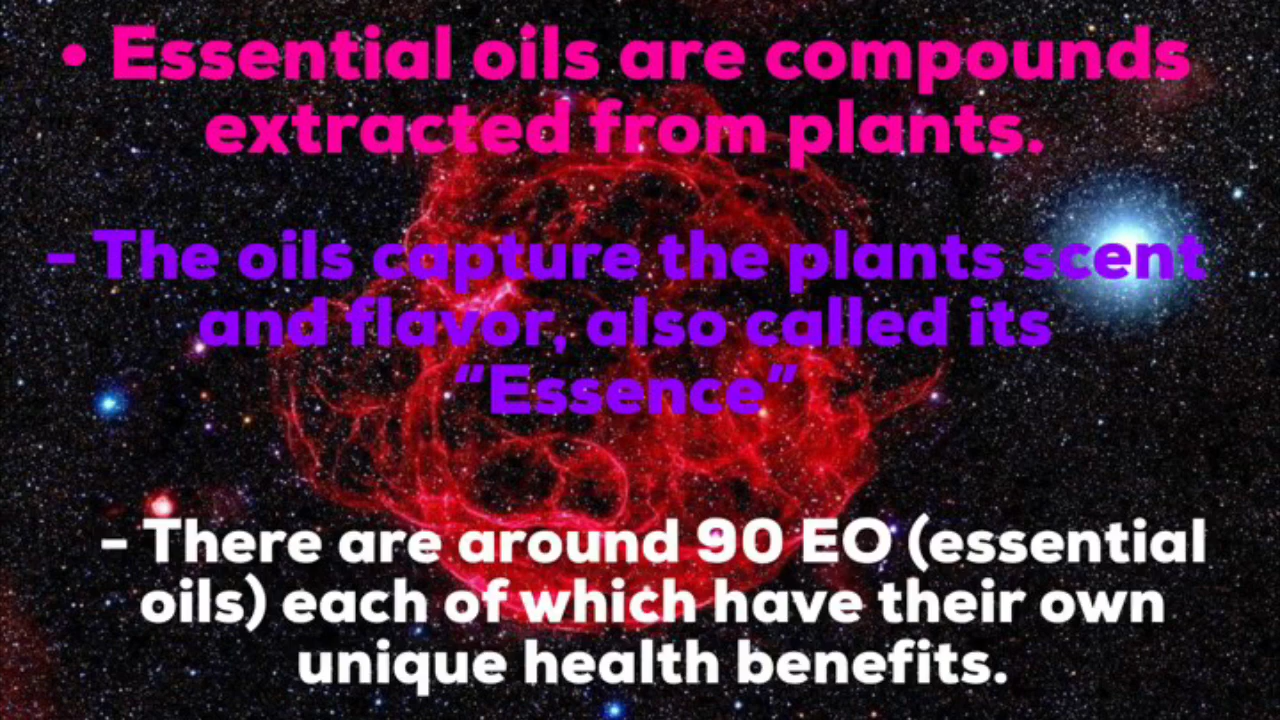 • Essential oils are compounds
extracted from plants.
- The oils capture the plants scent
and flavor, also called its
“Essence”
- There are around 90 EO (essential
oils) each of which have their own
unique health benefits.